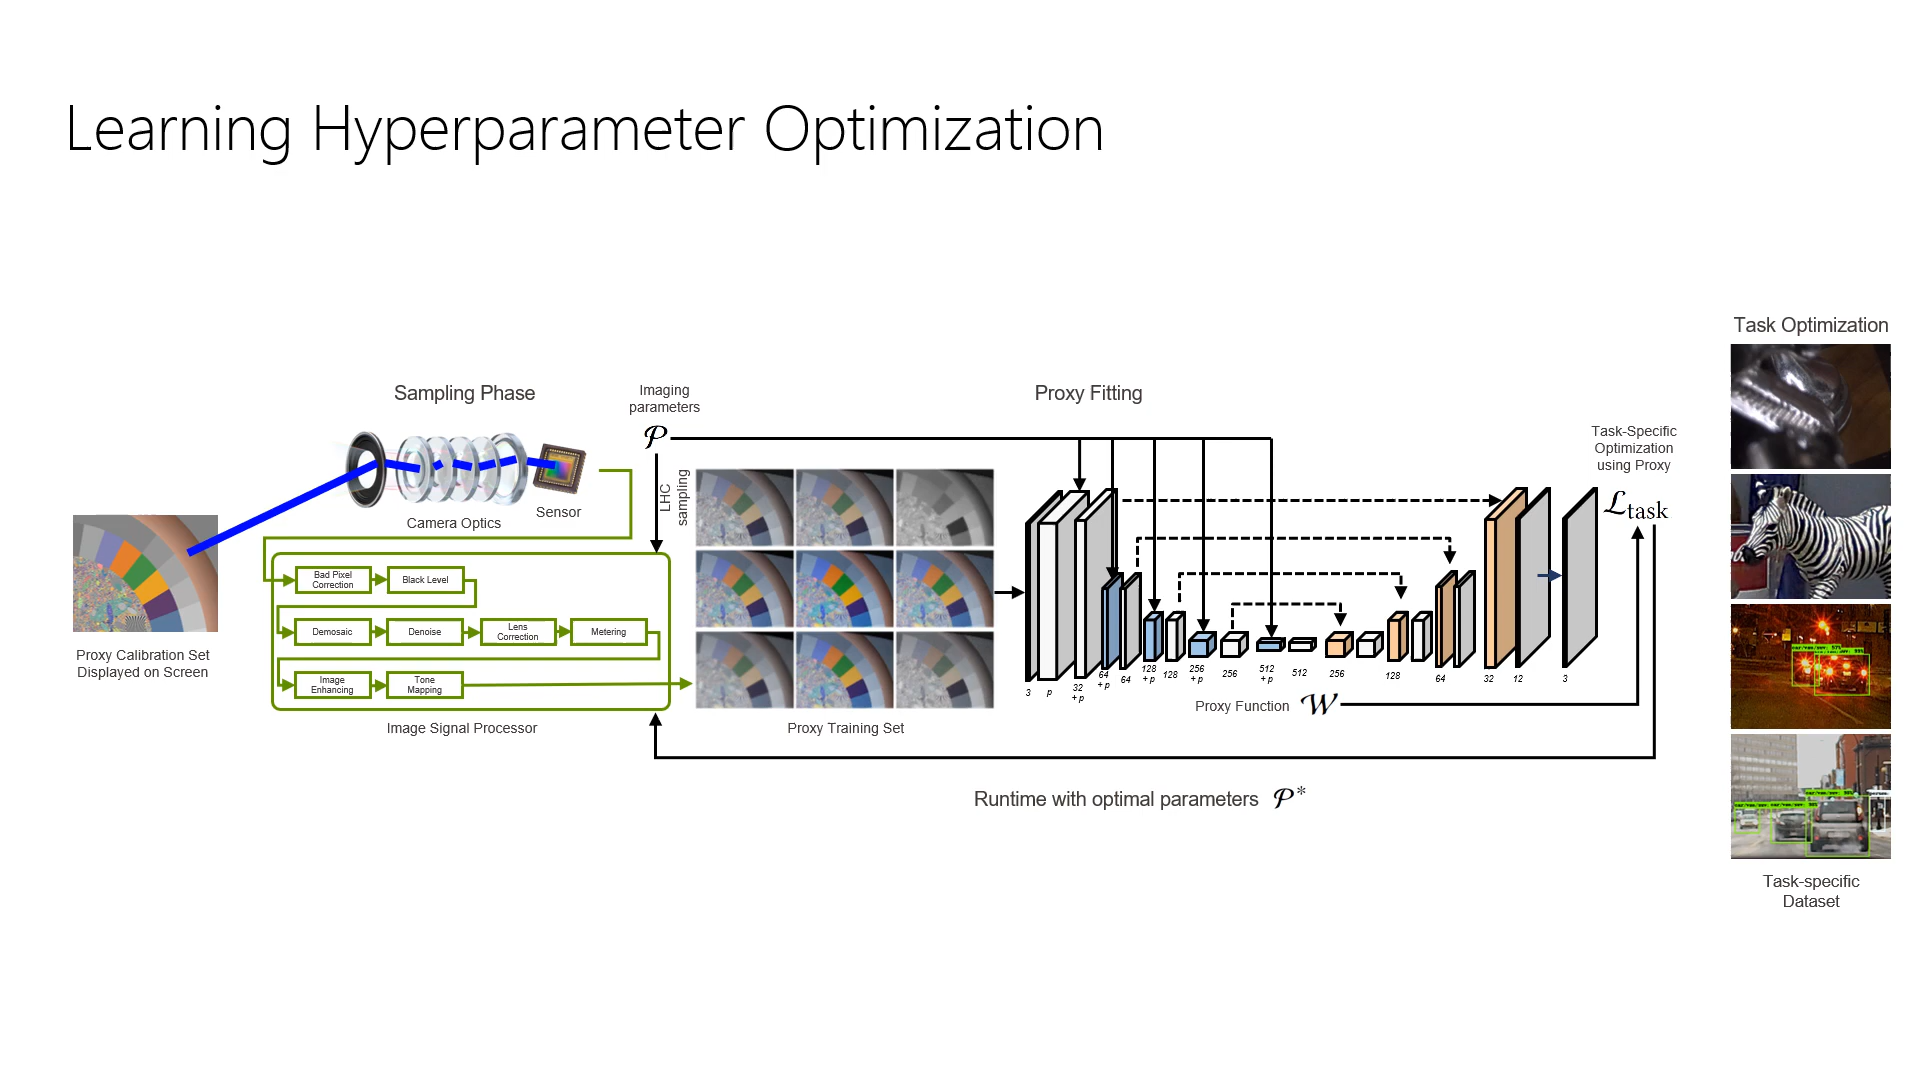 Learning Hyperparameter Optimization
Task Optimization
Sampling Phase
Imaging
parameters
𝒫
Proxy Fitting
LHC
sampling
Camera Optics
Sensor
Task-Specific
Optimization
using Proxy
ℒtask
Bad Pixel
Correction
Black Level
Demosaic
Denoise
Lens
Correction
Metering
Image
Enhancing
Tone
Mapping
Proxy Calibration Set
Displayed on Screen
Image Signal Processor
Proxy Training Set
3
p
32
+ p
64
+ p
64
128
+ p
128
256
+ p
256
512
+ p
512
256
128
64
32
12
3
Proxy Function 𝒲
Runtime with optimal parameters 𝒫*
Task-specific
Dataset